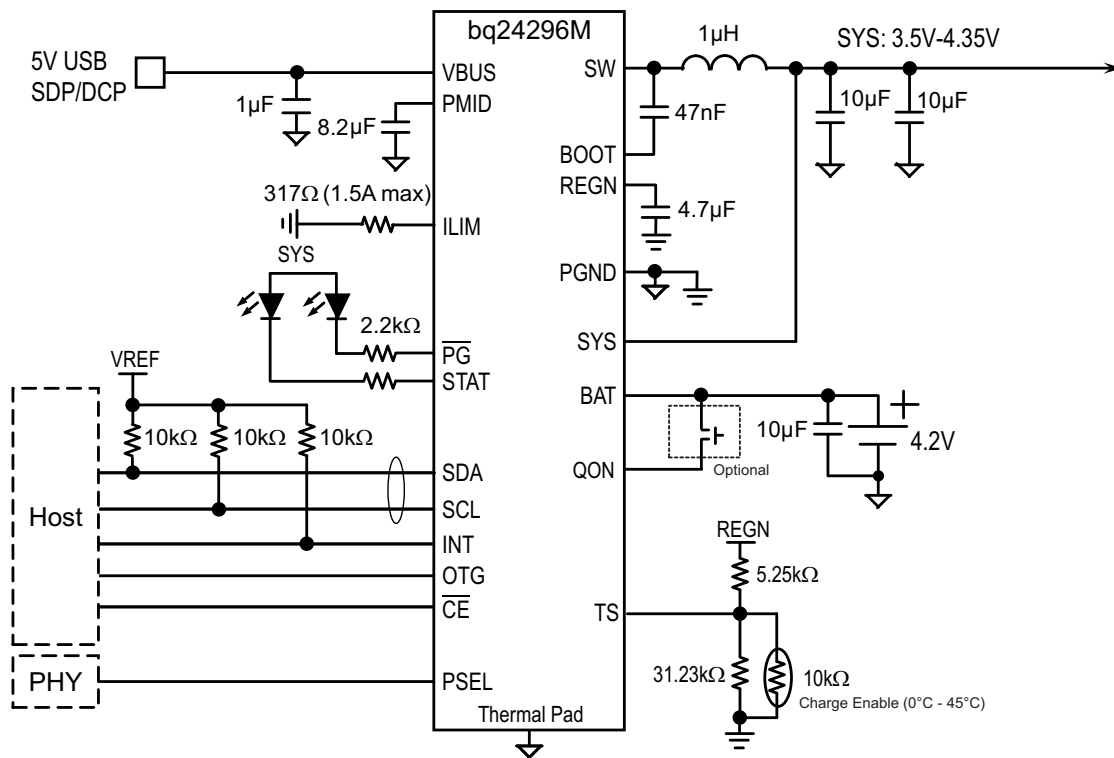 bq24296M
5V USB
SDP/DCP
1µF
8.2µF
VBUS
PMID
317Ω (1.5A max)
ILIM
SYS
2.2kΩ
PG
STAT
VREF
10kΩ
10kΩ
10kΩ
Host
SDA
SCL
INT
OTG
CE
PHY
PSEL
Thermal Pad
SW
1µH
SYS: 3.5V-4.35V
47nF
10µF
10µF
BOOT
REGN
4.7µF
PGND
SYS
BAT
10µF
4.2V
Optional
QON
REGN
5.25kΩ
TS
31.23kΩ
10kΩ
Charge Enable (0°C - 45°C)